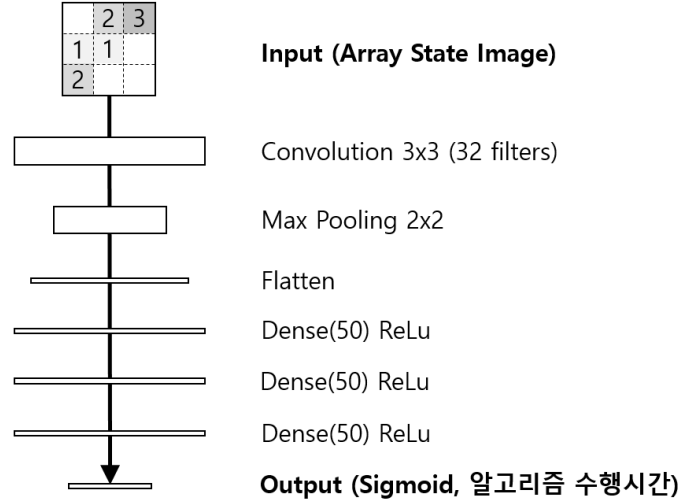 2 3
1 1
2
Input (Array State Image)
Convolution 3x3 (32 filters)
Max Pooling 2x2
Flatten
Dense(50) ReLu
Dense(50) ReLu
Dense(50) ReLu
Output (Sigmoid, 알고리즘 수행시간)